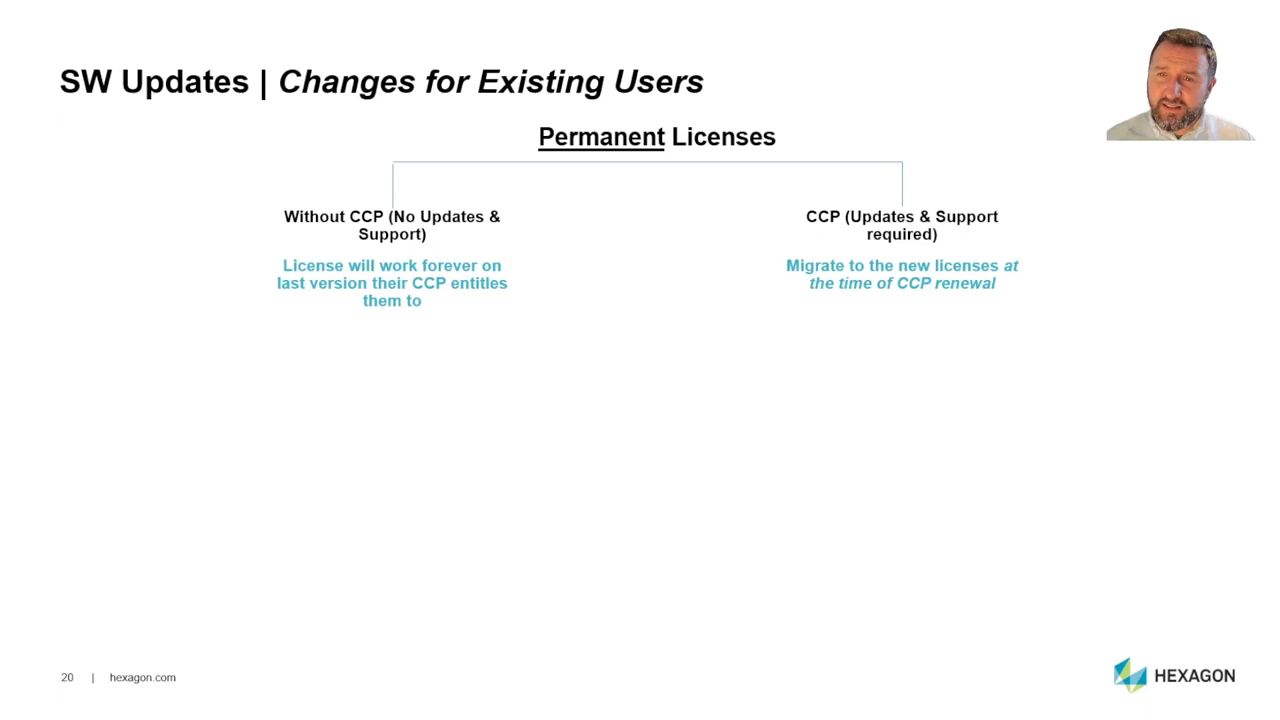 SW Updates | Changes for Existing Users
Permanent Licenses
Without CCP (No Updates &
Support)
License will work forever on
last version their CCP entitles
them to
CCP (Updates & Support
required)
Migrate to the new licenses at
the time of CCP renewal
20 | hexagon.com
HEXAGON